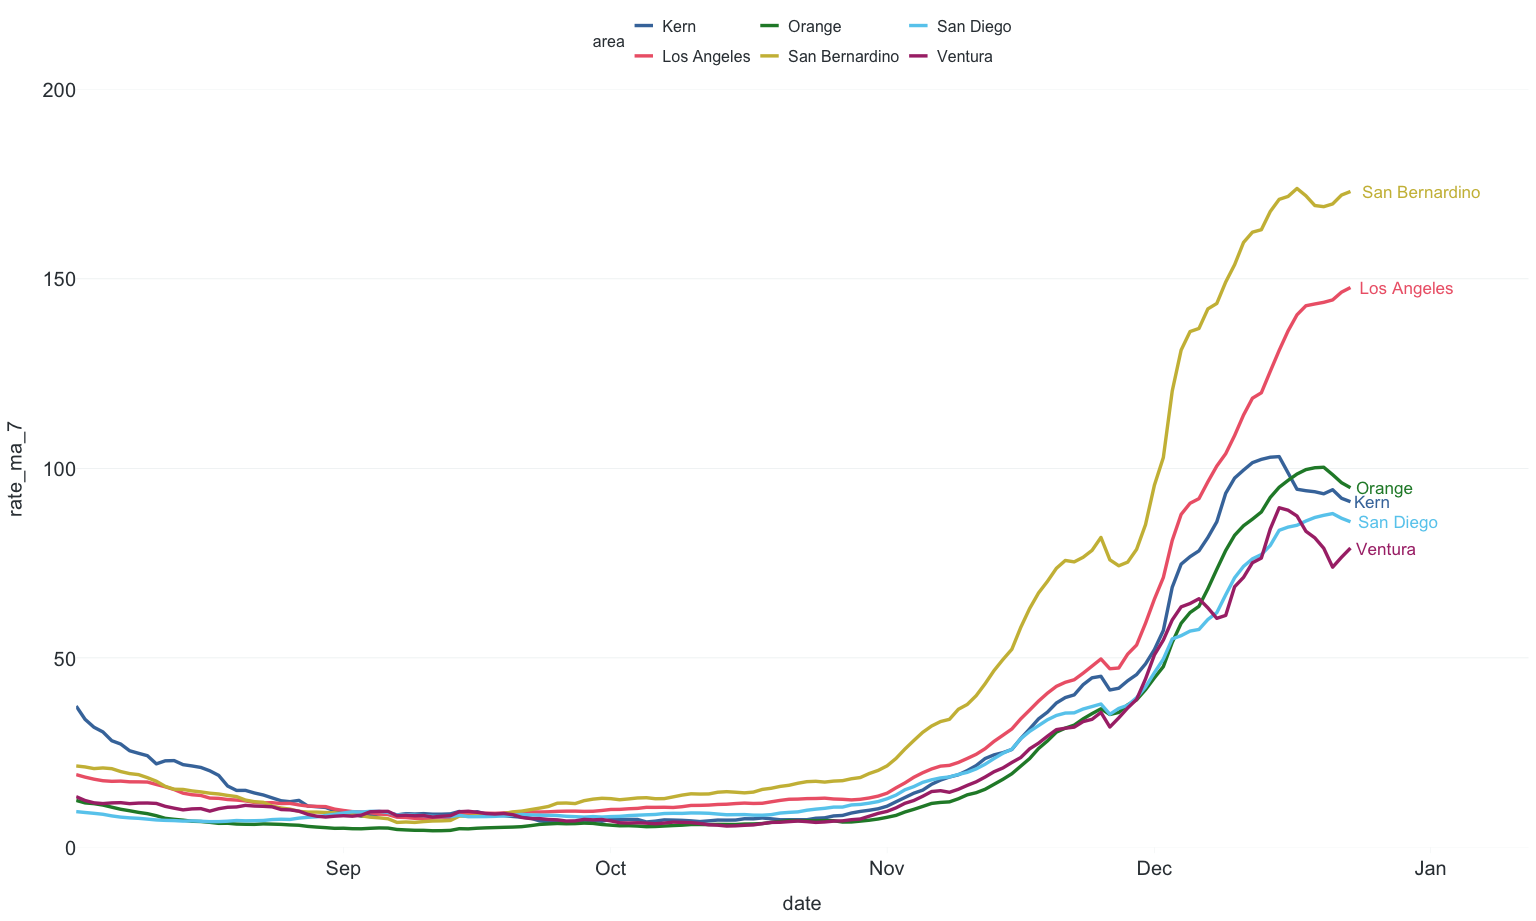 area
Kern
Orange
San Diego
Los Angeles
San Bernardino
Ventura
200
150
100
50
0
rate_ma_7
San Bernardino
Los Angeles
Orange
Kern
San Diego
Ventura
Sep
Oct
Nov
Dec
Jan
date